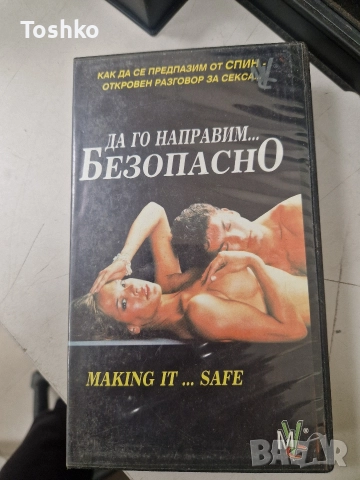 Toshko
КАК ДА СЕ ПРЕДПАЗИМ ОТ СПИН -
ОТКРОВЕН РАЗГОВОР ЗА СЕКСА
ДА ГО НАПРАВИМ...
БЕЗОПАСНО
MAKING IT ... SAFE
bazar